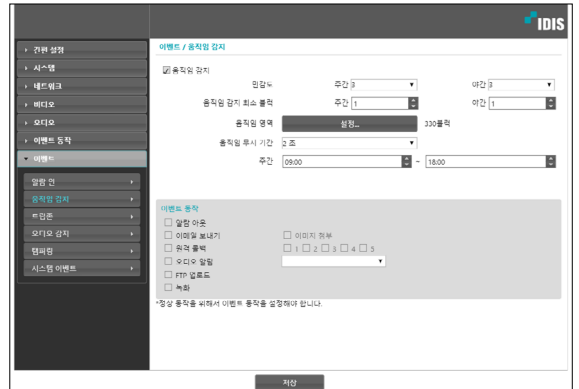 IDIS
간편 설정
시스템
네트워크
비디오
오디오
이벤트 동작
이벤트
알람 인
움직임 감지
트립존
오디오 감지
탬퍼링
시스템 이벤트
이벤트 / 움직임 감지
움직임 감지
민감도 주간 3 야간 3
움직임 감지 최소 블럭 주간 1 야간 1
움직임 영역 설정... 330블럭
움직임 무시 기간 2 초
주간 09:00 ~ 18:00
이벤트 동작
알람 아웃
이메일 보내기 이미지 첨부
원격 콜백 1 2 3 4 5
오디오 알림
FTP 업로드
녹화
*정상 동작을 위해서 이벤트 동작을 설정해야 합니다.
저장